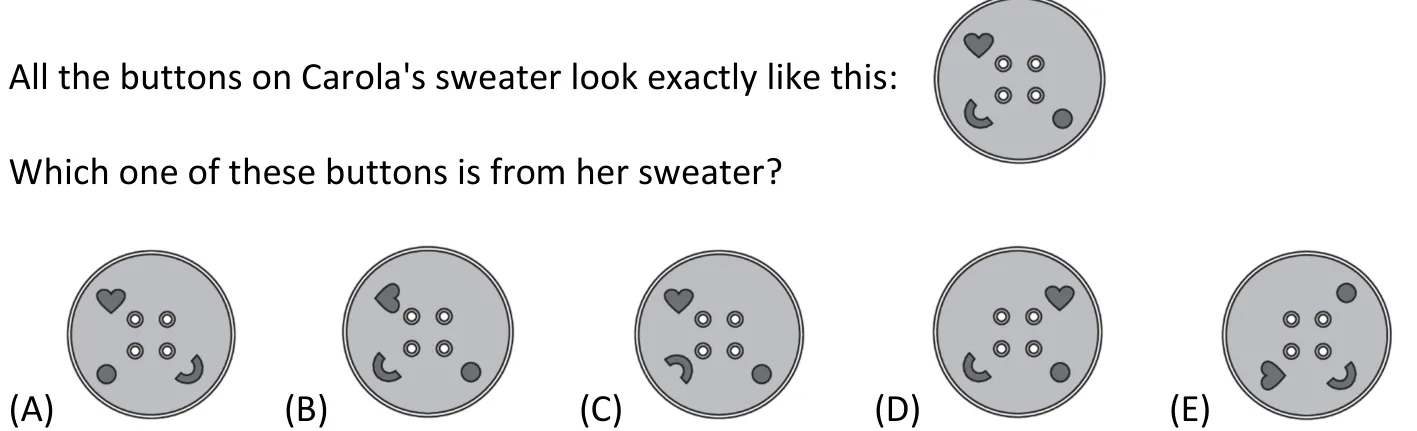 All the buttons on Carola's sweater look exactly like this:
Which one of these buttons is from her sweater?
(A) (B) (C) (D) (E)